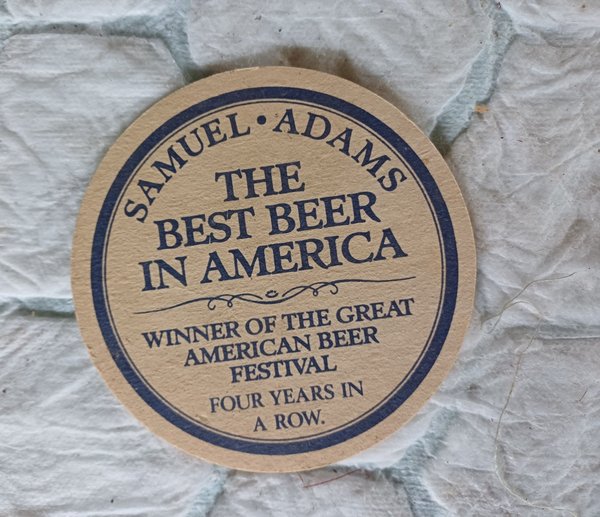 SAMUEL • ADAMS
THE
BEST BEER
IN AMERICA
WINNER OF THE GREAT
AMERICAN BEER
FESTIVAL
FOUR YEARS IN
A ROW.